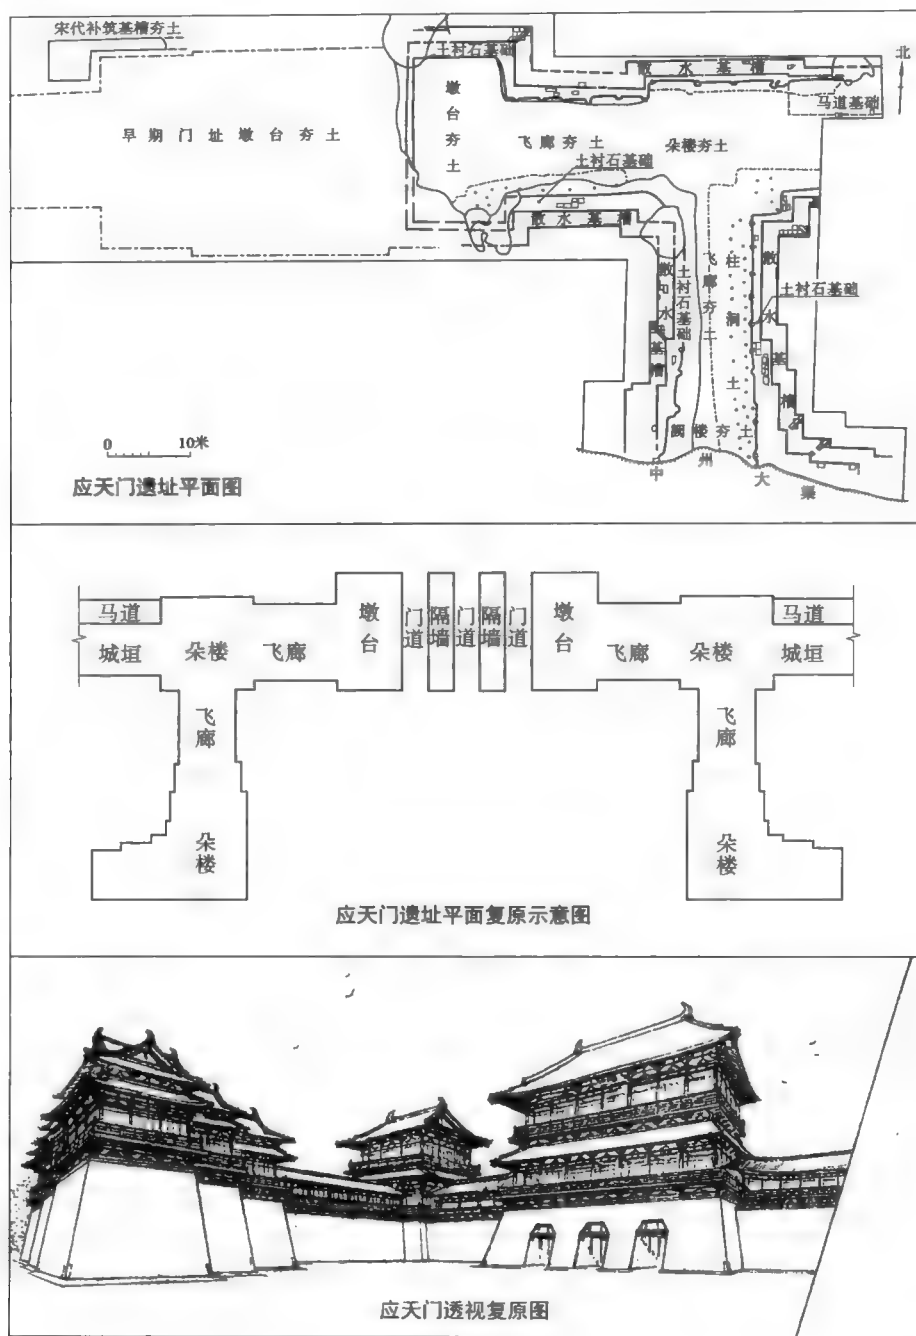 宋代补筑基槽夯土
土衬石基础
散水基槽
北
马道基础
墩台夯土
早期门址墩台夯土
飞廊夯土
朵楼夯土
土衬石基础
散水基槽
飞廊夯土
柱洞
土
散水
土衬石基础
散水
基槽
土衬石基础
基槽
阙楼夯土
中州大渠
0 10米
应天门遗址平面图
马道
城垣
朵楼
飞廊
墩台
门道
隔墙
门道
隔墙
门道
墩台
飞廊
朵楼
马道
城垣
飞廊
飞廊
朵楼
朵楼
应天门遗址平面复原示意图
应天门透视复原图